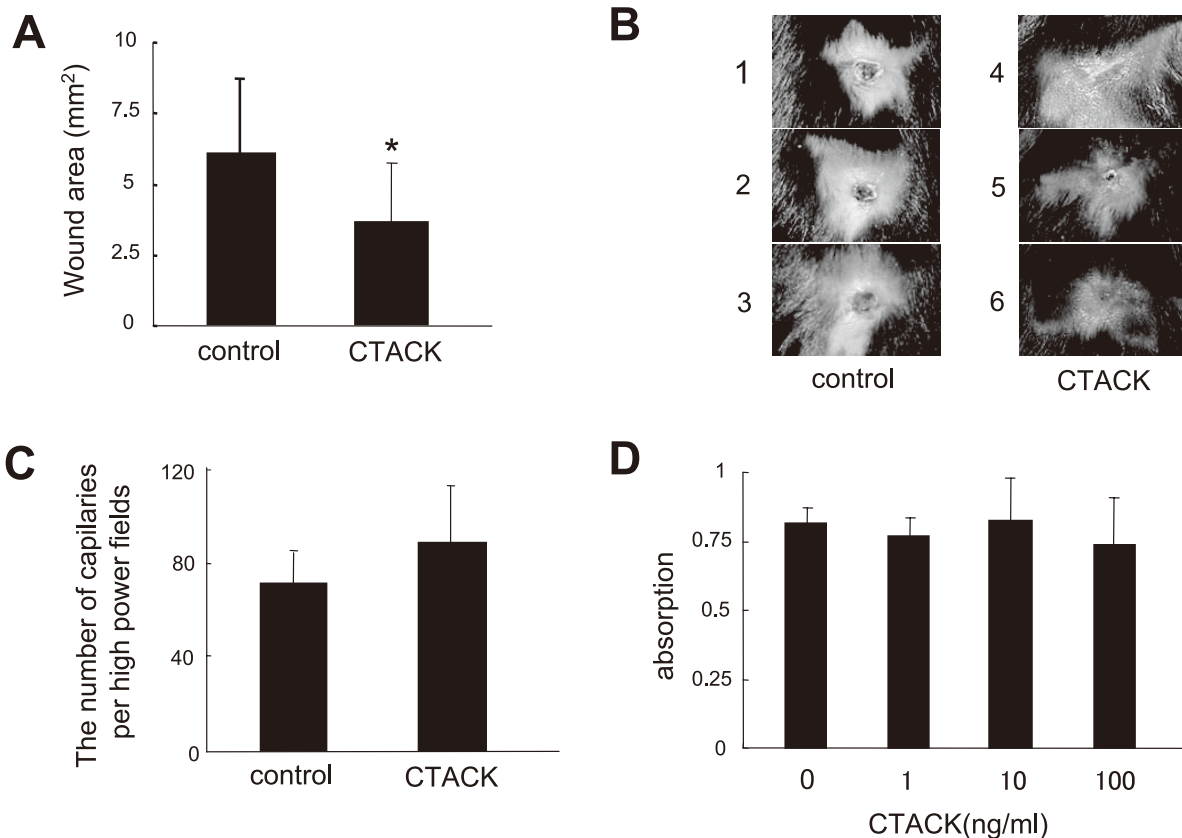 A
Wound area (mm²)
10
7.5
5
2.5
0
*
control
CTACK
B
1
2
3
control
4
5
6
CTACK
C
The number of capilaries
per high power fields
120
80
40
0
control
CTACK
D
absorption
1
0.75
0.5
0.25
0
0
1
10
100
CTACK(ng/ml)